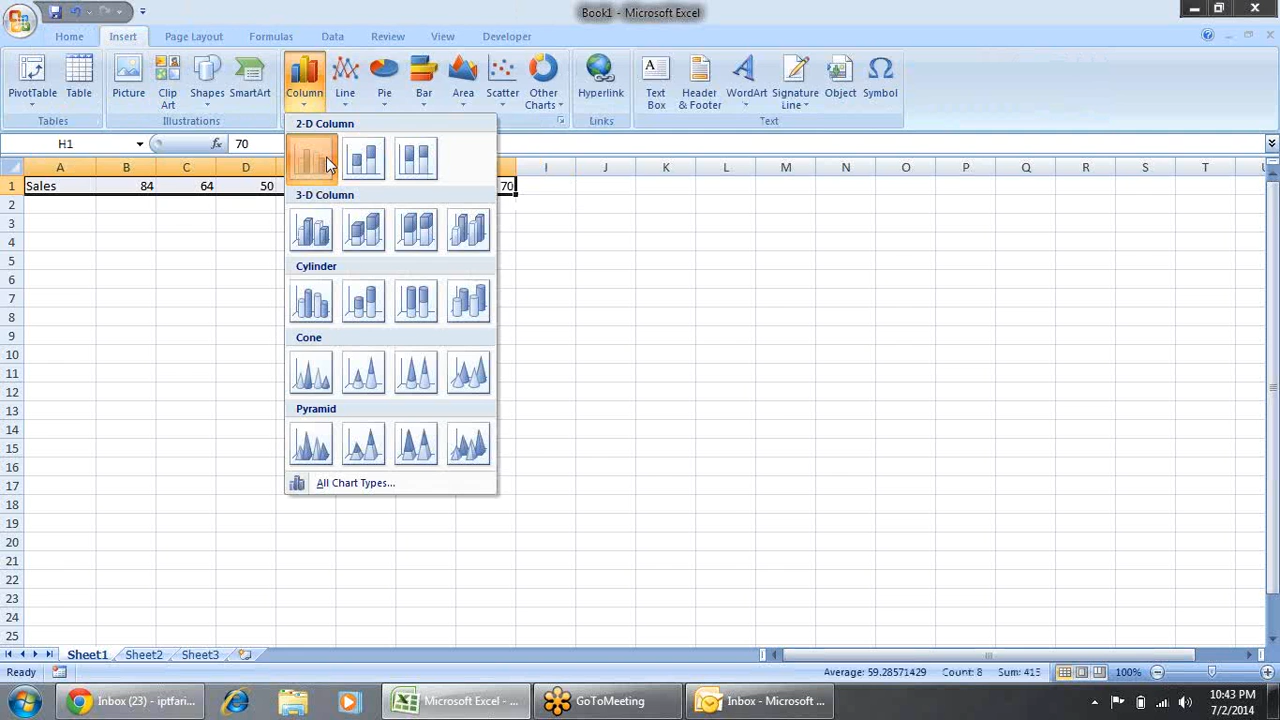 Book1 - Microsoft Excel
Home Insert Page Layout Formulas Data Review View Developer
PivotTable Table Picture Clip Art Shapes SmartArt Column Line Pie Bar Area Scatter Other Charts Hyperlink Text Box Header & Footer WordArt Signature Line Object Symbol
Tables Illustrations Links Text
2-D Column
H1 fx 70
A B C D I J K L M N O P Q R S T U
1 Sales 84 64 50 70
3-D Column
2
3
4
5
Cylinder
6
7
8
9
Cone
10
11
12
13
Pyramid
14
15
16
17
All Chart Types...
18
19
20
21
22
23
24
25
Sheet1 Sheet2 Sheet3
Ready Average: 59.28571429 Count: 8 Sum: 415 100%
Inbox (23) - iptfari... Microsoft Excel - ... GoToMeeting Inbox - Microsoft ... 10:43 PM
7/2/2014